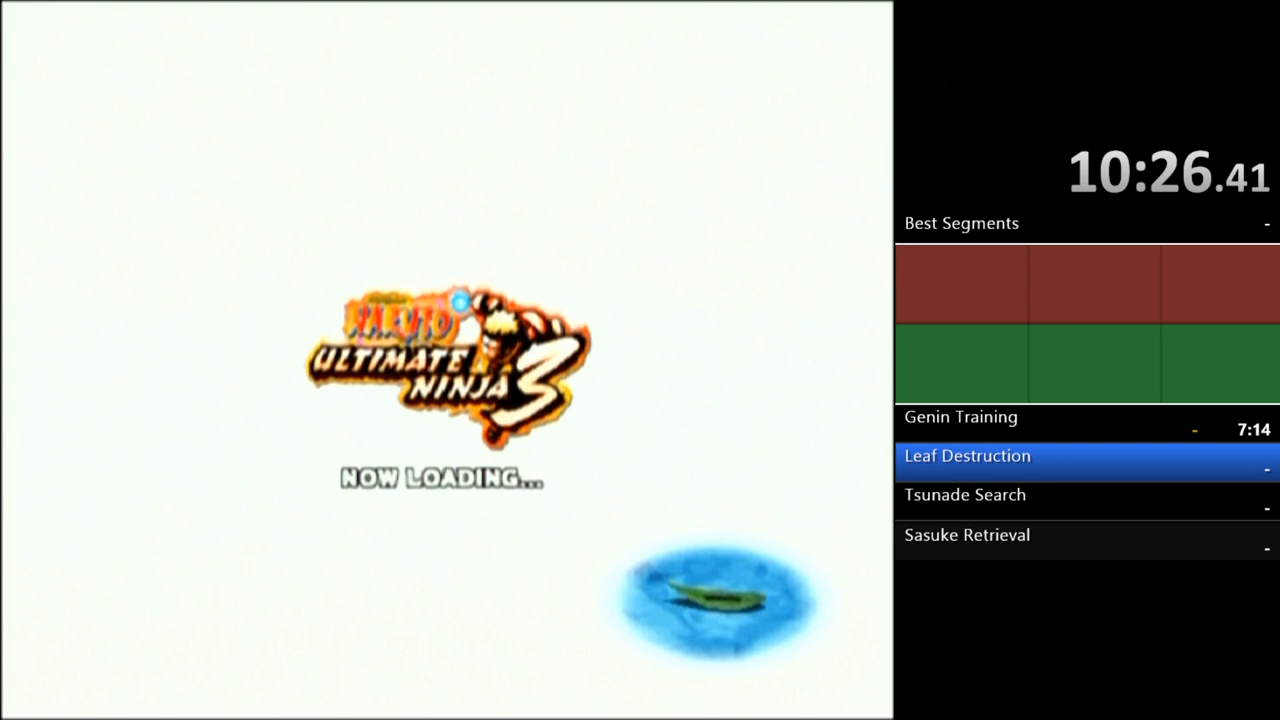 NARUTO
ULTIMATE
NINJA 3
NOW LOADING...
10:26.41
Best Segments -
Genin Training - 7:14
Leaf Destruction -
Tsunade Search -
Sasuke Retrieval -